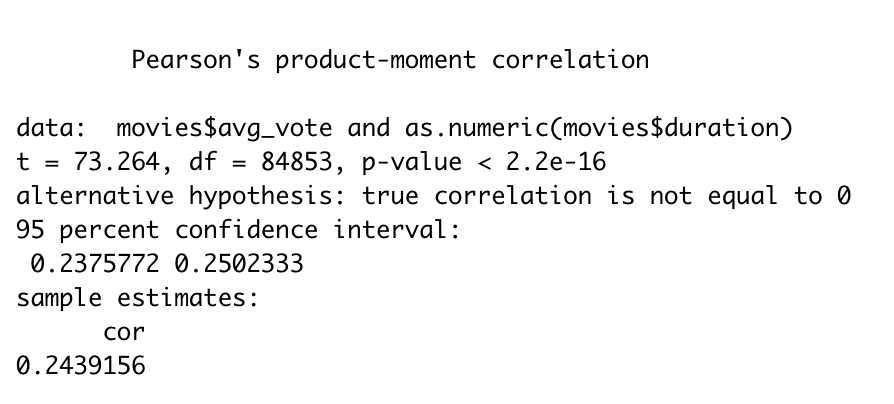 Pearson's product-moment correlation
data:  movies$avg_vote and as.numeric(movies$duration)
t = 73.264, df = 84853, p-value < 2.2e-16
alternative hypothesis: true correlation is not equal to 0
95 percent confidence interval:
 0.2375772 0.2502333
sample estimates:
      cor
0.2439156